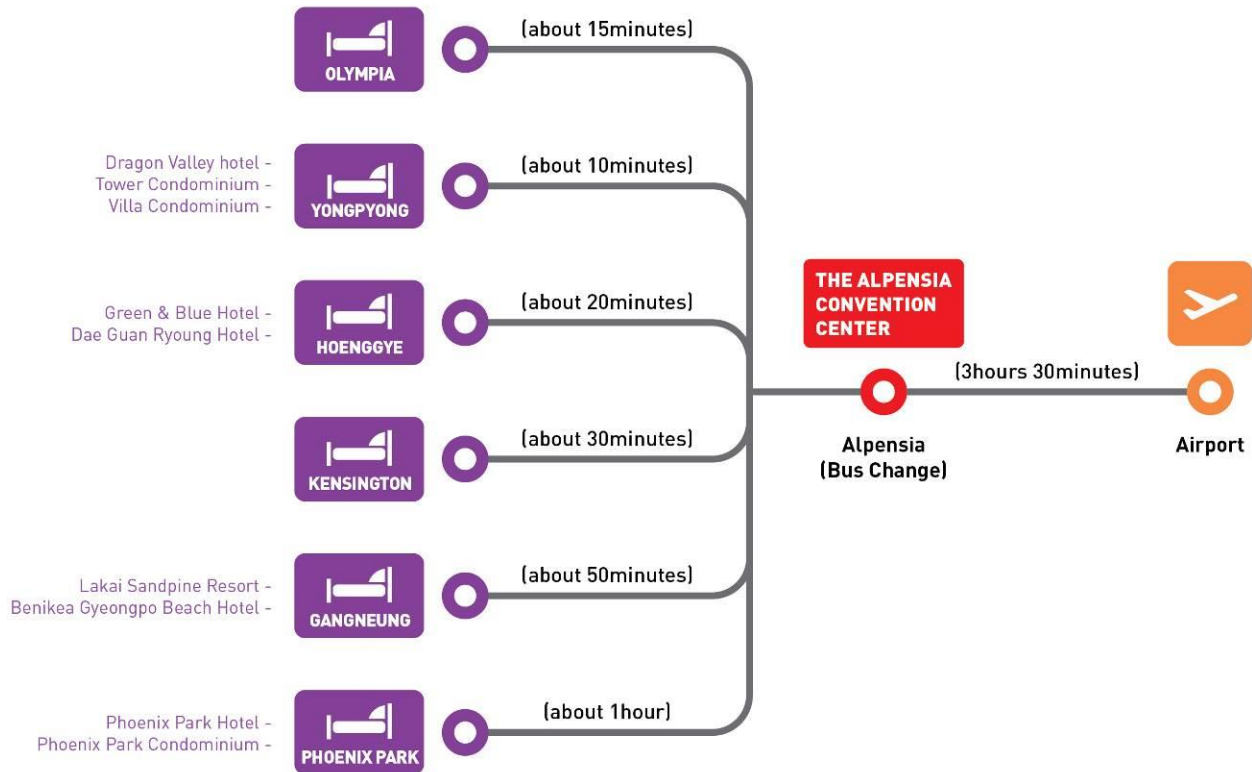 (about 15minutes)
OLYMPIA
Dragon Valley hotel -
Tower Condominium -
Villa Condominium -
(about 10minutes)
YONGPYONG
Green & Blue Hotel -
Dae Guan Ryoung Hotel -
(about 20minutes)
HOENGGYE
THE ALPENSIA
CONVENTION
CENTER
(3hours 30minutes)
Alpensia
(Bus Change)
Airport
(about 30minutes)
KENSINGTON
Lakai Sandpine Resort -
Benikea Gyeongpo Beach Hotel -
(about 50minutes)
GANGNEUNG
Phoenix Park Hotel -
Phoenix Park Condominium -
(about 1hour)
PHOENIX PARK